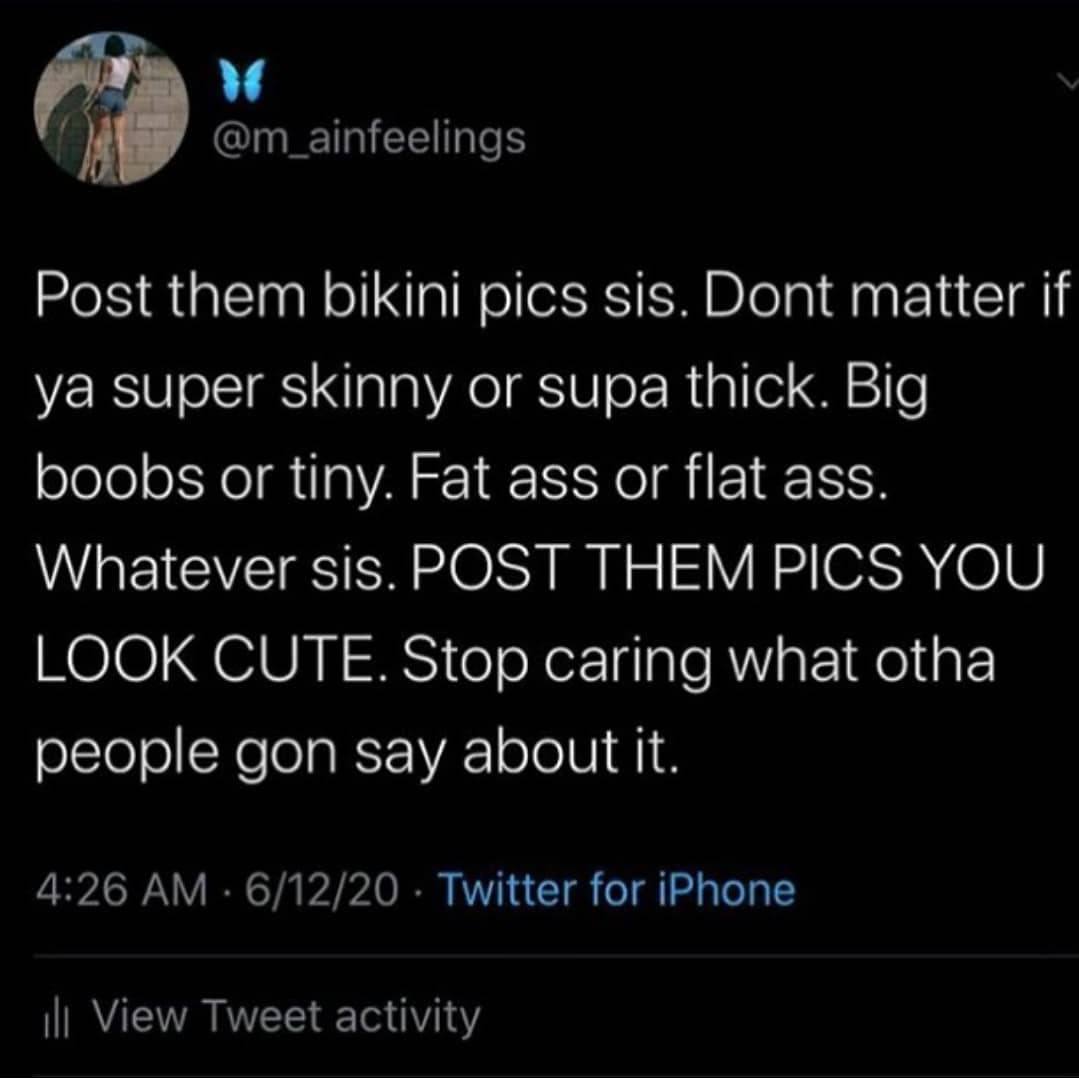 @m_ainfeelings
Post them bikini pics sis. Dont matter if
ya super skinny or supa thick. Big
boobs or tiny. Fat ass or flat ass.
Whatever sis. POST THEM PICS YOU
LOOK CUTE. Stop caring what otha
people gon say about it.
4:26 AM · 6/12/20 · Twitter for iPhone
View Tweet activity